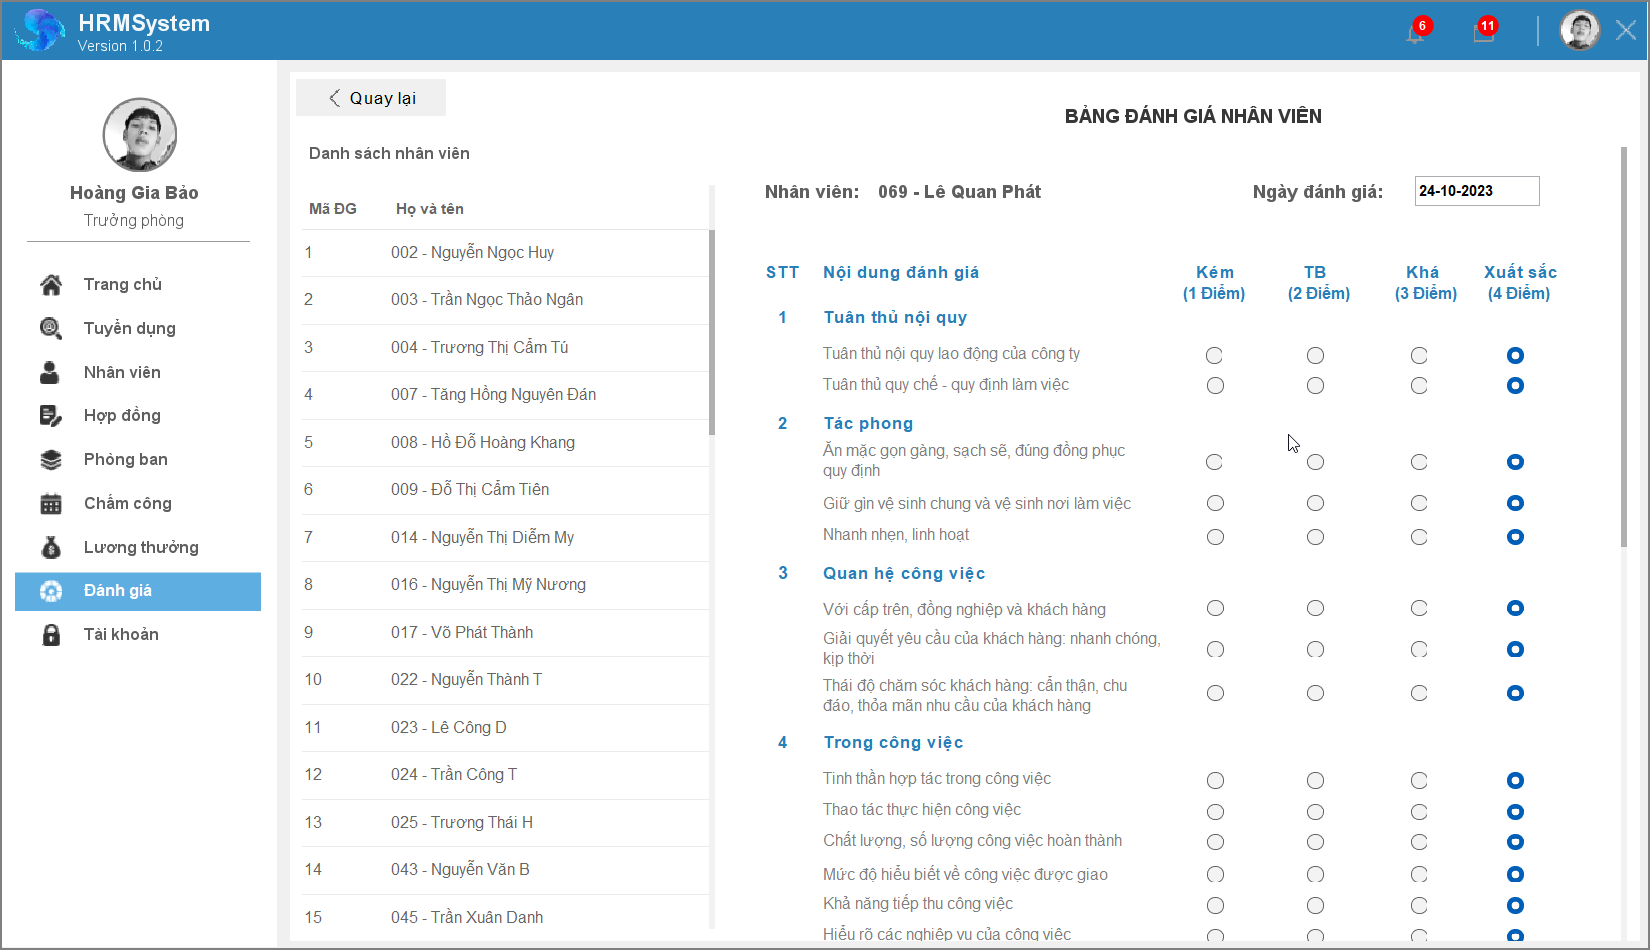 HRMSystem
Version 1.0.2
6
11
Hoàng Gia Bảo
Trưởng phòng
Trang chủ
Tuyển dụng
Nhân viên
Hợp đồng
Phòng ban
Chấm công
Lương thưởng
Đánh giá
Tài khoản
Quay lại
Danh sách nhân viên
Mã ĐG Họ và tên
1 002 - Nguyễn Ngọc Huy
2 003 - Trần Ngọc Thảo Ngân
3 004 - Trương Thị Cẩm Tú
4 007 - Tăng Hồng Nguyên Đán
5 008 - Hồ Đỗ Hoàng Khang
6 009 - Đỗ Thị Cẩm Tiên
7 014 - Nguyễn Thị Diễm My
8 016 - Nguyễn Thị Mỹ Nương
9 017 - Võ Phát Thành
10 022 - Nguyễn Thành T
11 023 - Lê Công D
12 024 - Trần Công T
13 025 - Trương Thái H
14 043 - Nguyễn Văn B
15 045 - Trần Xuân Danh
BẢNG ĐÁNH GIÁ NHÂN VIÊN
Nhân viên: 069 - Lê Quan Phát Ngày đánh giá: 24-10-2023
STT Nội dung đánh giá Kém TB Khá Xuất sắc
(1 Điểm) (2 Điểm) (3 Điểm) (4 Điểm)
1 Tuân thủ nội quy
Tuân thủ nội quy lao động của công ty
Tuân thủ quy chế - quy định làm việc
2 Tác phong
Ăn mặc gọn gàng, sạch sẽ, đúng đồng phục
quy định
Giữ gìn vệ sinh chung và vệ sinh nơi làm việc
Nhanh nhẹn, linh hoạt
3 Quan hệ công việc
Với cấp trên, đồng nghiệp và khách hàng
Giải quyết yêu cầu của khách hàng: nhanh chóng,
kịp thời
Thái độ chăm sóc khách hàng: cẩn thận, chu
đáo, thỏa mãn nhu cầu của khách hàng
4 Trong công việc
Tinh thần hợp tác trong công việc
Thao tác thực hiện công việc
Chất lượng, số lượng công việc hoàn thành
Mức độ hiểu biết về công việc được giao
Khả năng tiếp thu công việc
Hiểu rõ các nghiệp vụ của công việc